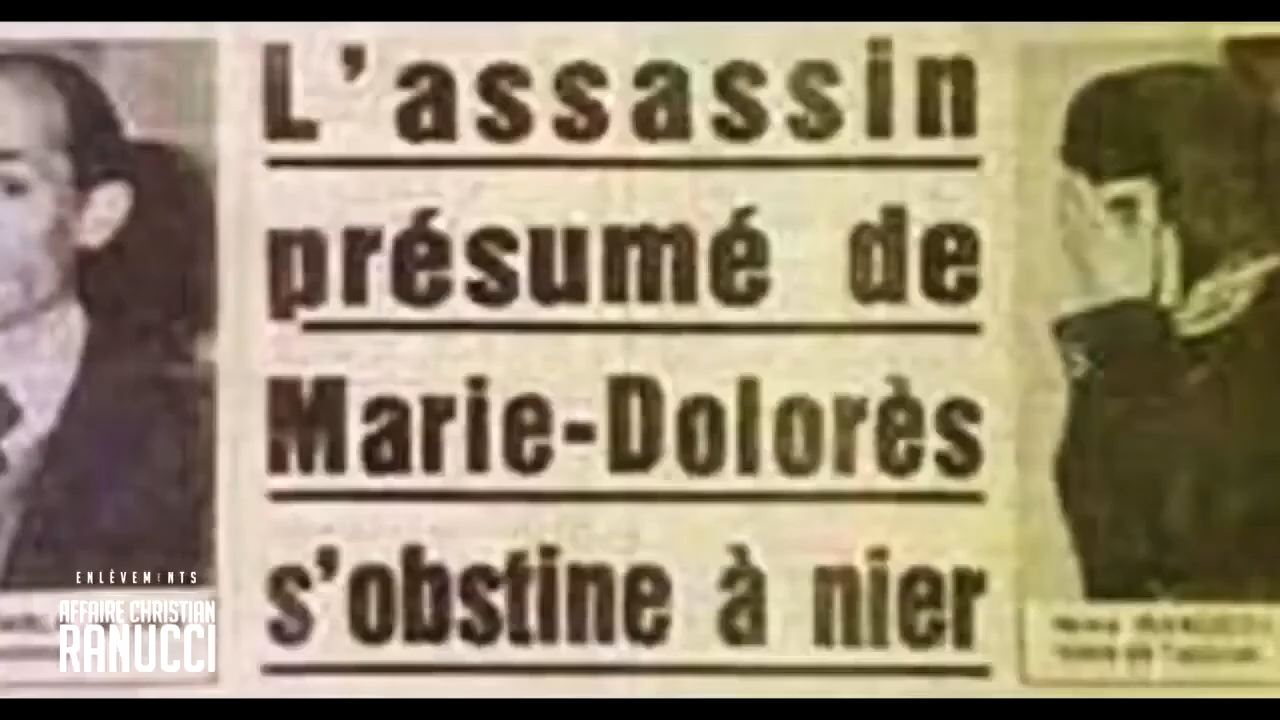 L'assassin
présumé de
Marie-Dolorès
s'obstine à nier
ENLÈVEMENTS
AFFAIRE CHRISTIAN
RANUCCI